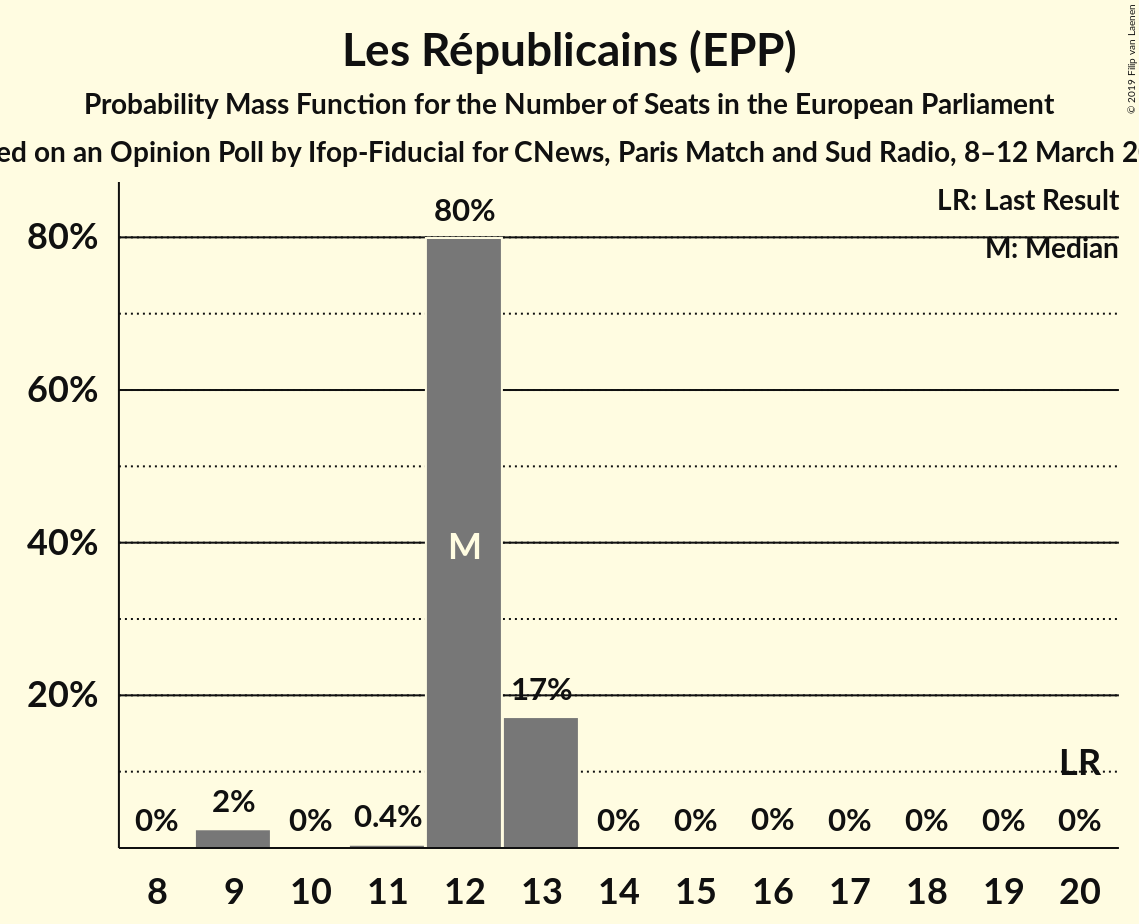 Les Républicains (EPP)
Probability Mass Function for the Number of Seats in the European Parliament
on an Opinion Poll by Ifop-Fiducial for CNews, Paris Match and Sud Radio, 8–12 March
© 2019 Filip van Laenen
LR: Last Result
M: Median
80%
60%
40%
20%
0%
2%
0%
0.4%
80%
M
17%
0%
0%
0%
0%
0%
0%
LR
0%
8 9 10 11 12 13 14 15 16 17 18 19 20